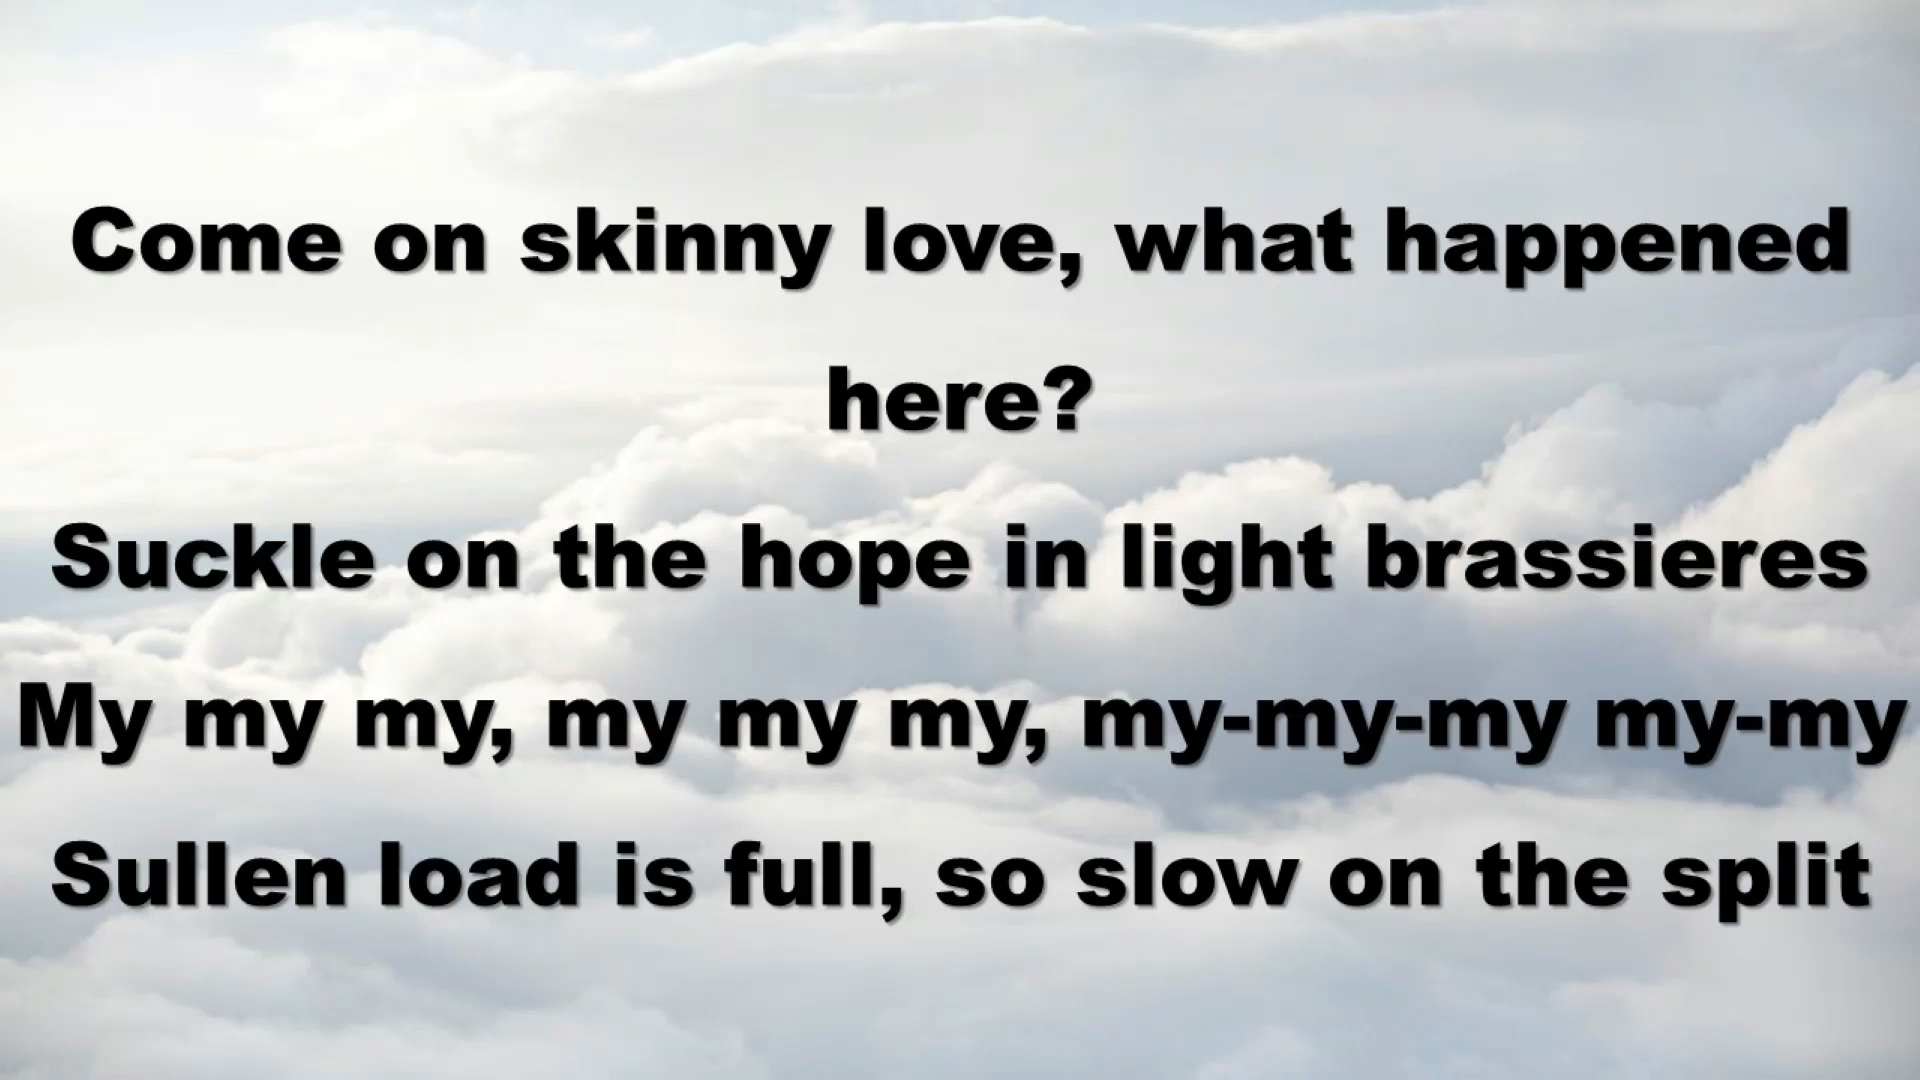 Come on skinny love, what happened
here?
Suckle on the hope in light brassieres
My my my, my my my, my-my-my my-my
Sullen load is full, so slow on the split